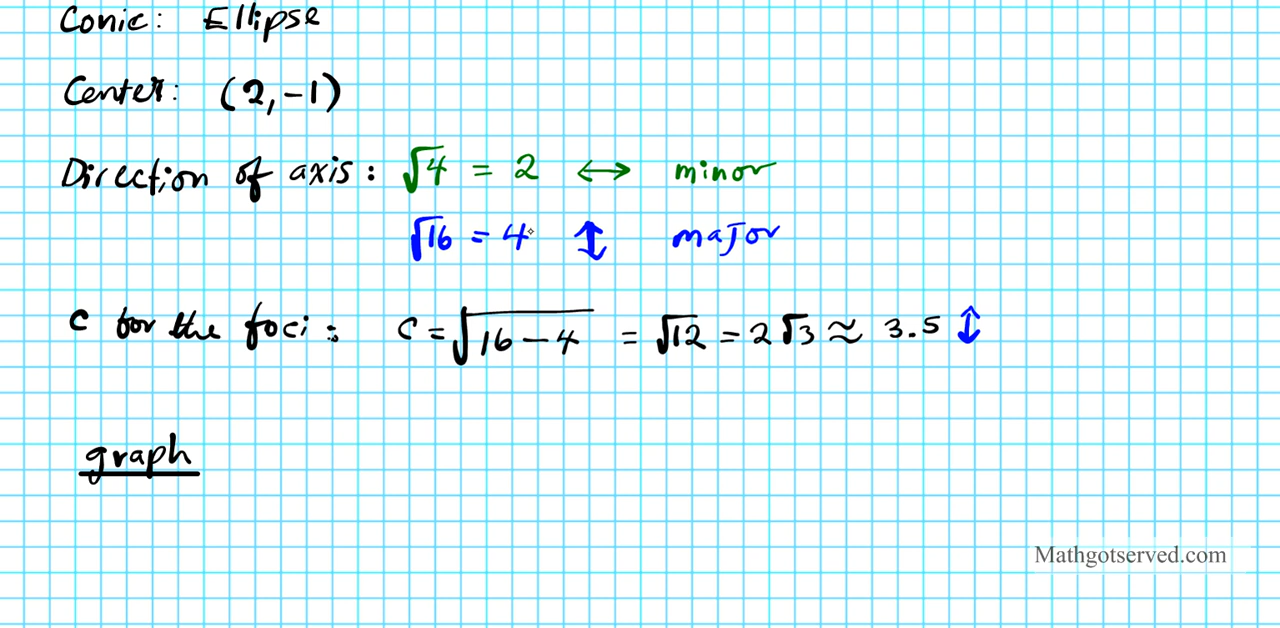 Conic: Ellipse
Center: (2,-1)
Direction of axis: √4 = 2 ↔ minor
√16 = 4 ↕ major
C for the foci: C = √16-4 = √12 = 2√3 ≈ 3.5 ↕
graph
Mathgotserved.com